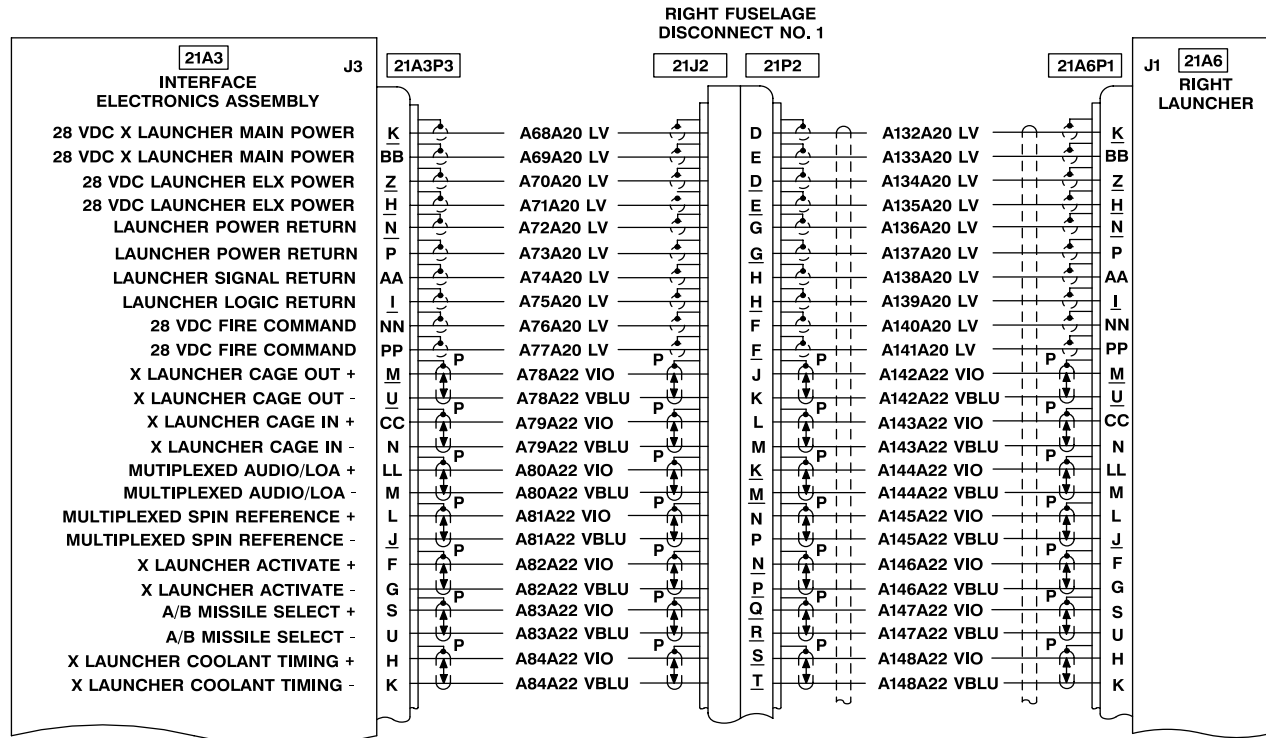 RIGHT FUSELAGE
DISCONNECT NO. 1
21A3 J3 21A3P3 21J2 21P2 21A6P1 J1 21A6
INTERFACE
ELECTRONICS ASSEMBLY
RIGHT
LAUNCHER
28 VDC X LAUNCHER MAIN POWER K A68A20 LV D A132A20 LV K
28 VDC X LAUNCHER MAIN POWER BB A69A20 LV E A133A20 LV BB
28 VDC LAUNCHER ELX POWER Z A70A20 LV D A134A20 LV Z
28 VDC LAUNCHER ELX POWER H A71A20 LV E A135A20 LV H
LAUNCHER POWER RETURN N A72A20 LV G A136A20 LV N
LAUNCHER POWER RETURN P A73A20 LV G A137A20 LV P
LAUNCHER SIGNAL RETURN AA A74A20 LV H A138A20 LV AA
LAUNCHER LOGIC RETURN I A75A20 LV H A139A20 LV I
28 VDC FIRE COMMAND NN A76A20 LV F A140A20 LV NN
28 VDC FIRE COMMAND PP A77A20 LV F A141A20 LV PP
P P P P
X LAUNCHER CAGE OUT + M A78A22 VIO J A142A22 VIO M
X LAUNCHER CAGE OUT - U A78A22 VBLU K A142A22 VBLU U
P P P P
X LAUNCHER CAGE IN + CC A79A22 VIO L A143A22 VIO CC
X LAUNCHER CAGE IN - N A79A22 VBLU M A143A22 VBLU N
P P P P
MUTIPLEXED AUDIO/LOA + LL A80A22 VIO K A144A22 VIO LL
MULTIPLEXED AUDIO/LOA - M A80A22 VBLU M A144A22 VBLU M
P P P P
MULTIPLEXED SPIN REFERENCE + L A81A22 VIO N A145A22 VIO L
MULTIPLEXED SPIN REFERENCE - J A81A22 VBLU P A145A22 VBLU J
P P P P
X LAUNCHER ACTIVATE + F A82A22 VIO N A146A22 VIO F
X LAUNCHER ACTIVATE - G A82A22 VBLU P A146A22 VBLU G
P P P P
A/B MISSILE SELECT + S A83A22 VIO Q A147A22 VIO S
A/B MISSILE SELECT - U A83A22 VBLU R A147A22 VBLU U
P P P P
X LAUNCHER COOLANT TIMING + H A84A22 VIO S A148A22 VIO H
X LAUNCHER COOLANT TIMING - K A84A22 VBLU T A148A22 VBLU K